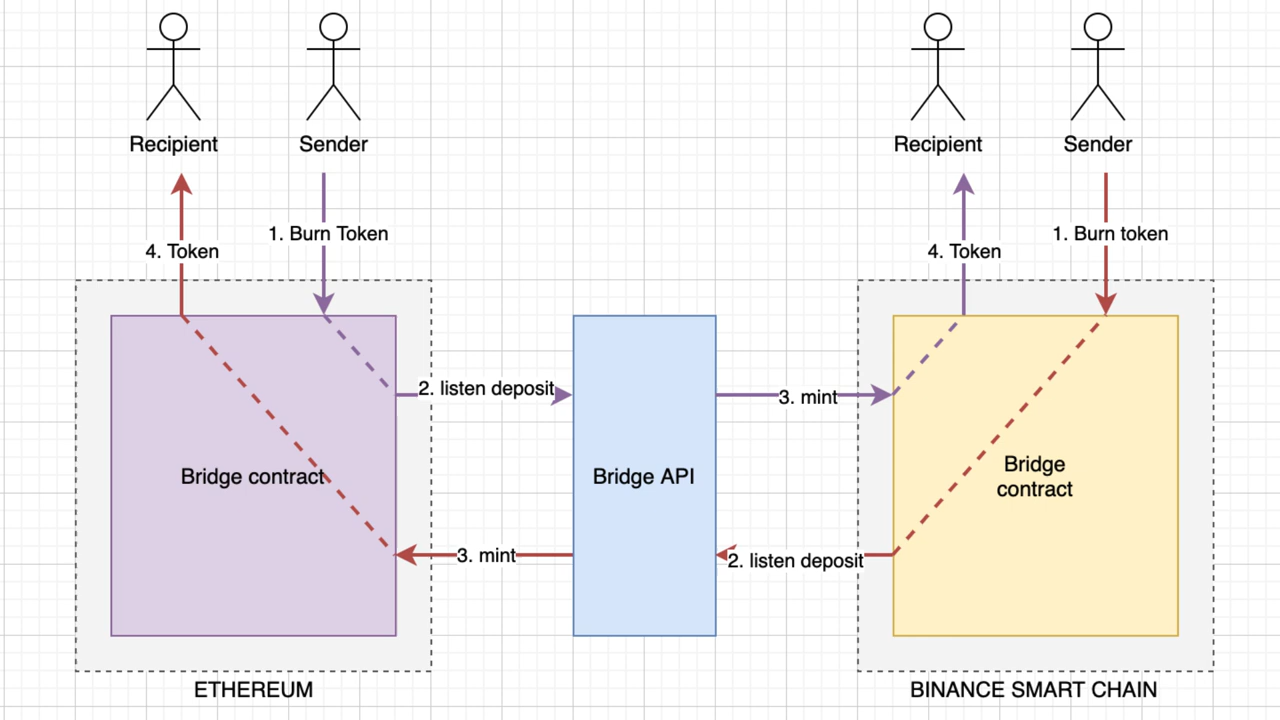 Recipient
Sender
Recipient
Sender
1. Burn Token
1. Burn token
4. Token
4. Token
2. listen deposit
3. mint
Bridge contract
Bridge API
Bridge
contract
3. mint
2. listen deposit
ETHEREUM
BINANCE SMART CHAIN